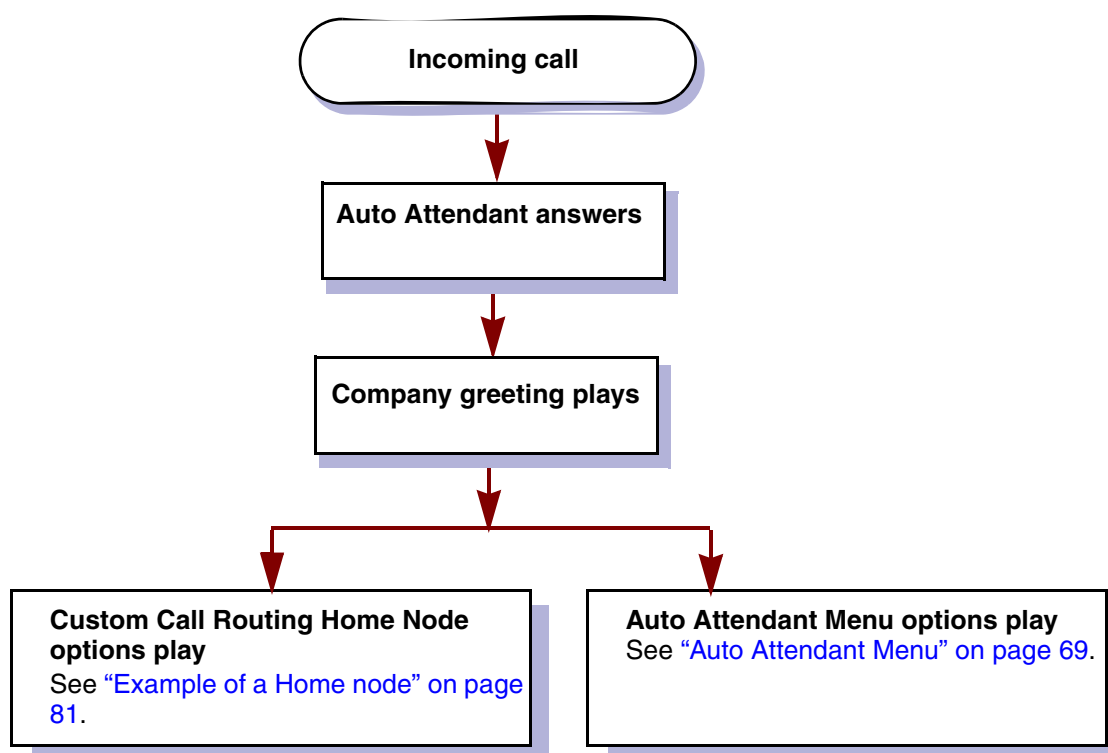 Incoming call
Auto Attendant answers
Company greeting plays
Custom Call Routing Home Node
options play
See “Example of a Home node” on page
81.
Auto Attendant Menu options play
See “Auto Attendant Menu” on page 69.